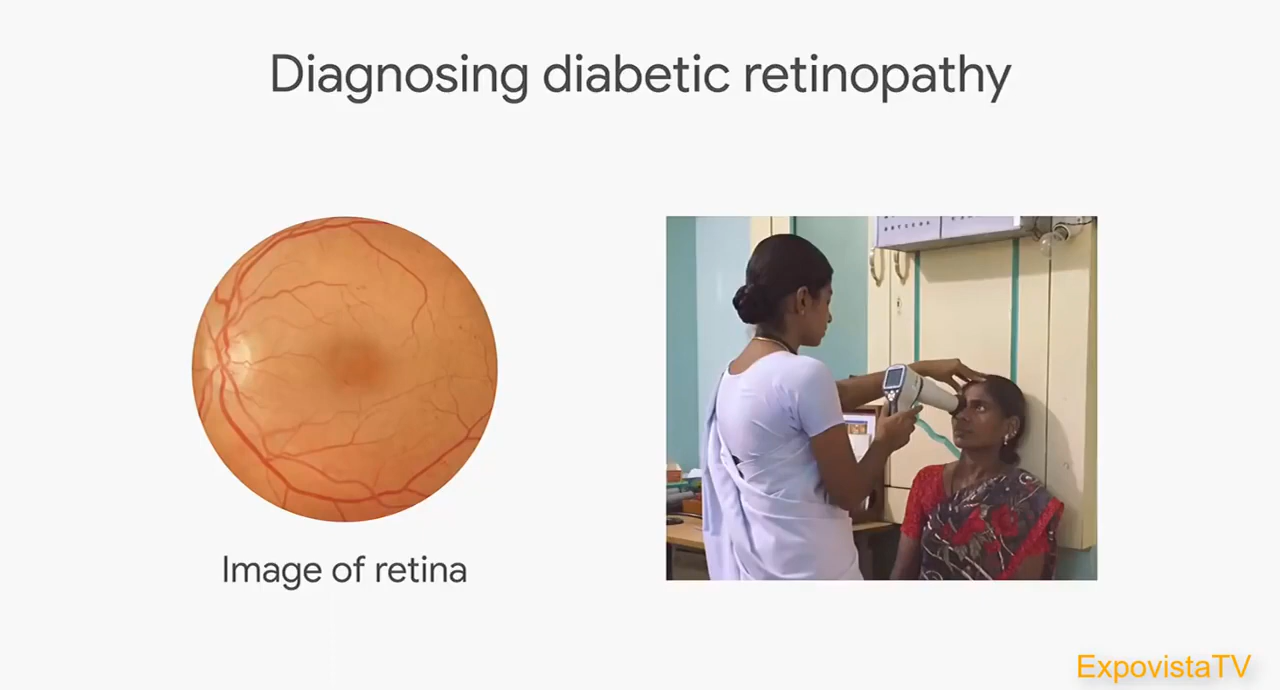 Diagnosing diabetic retinopathy
Image of retina
ExpovistaTV